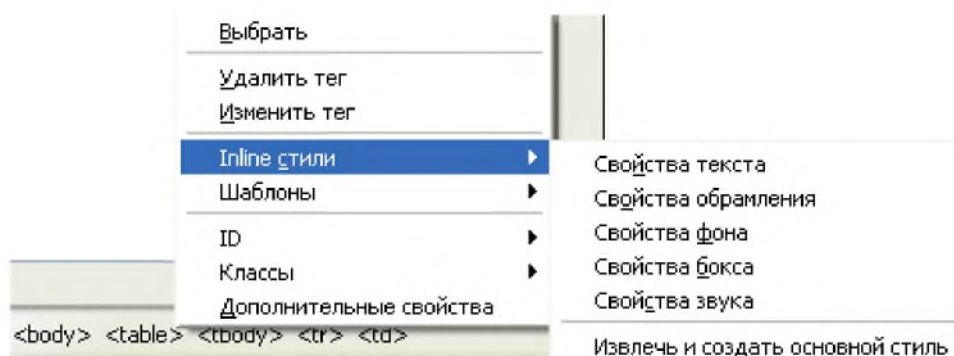 Выбрать
Удалить тег
Изменить тег
Inline стили
Шаблоны
ID
Классы
Дополнительные свойства
Свойства текста
Свойства обрамления
Свойства фона
Свойства бокса
Свойства звука
Извлечь и создать основной стиль
<body> <table> <tbody> <tr> <td>